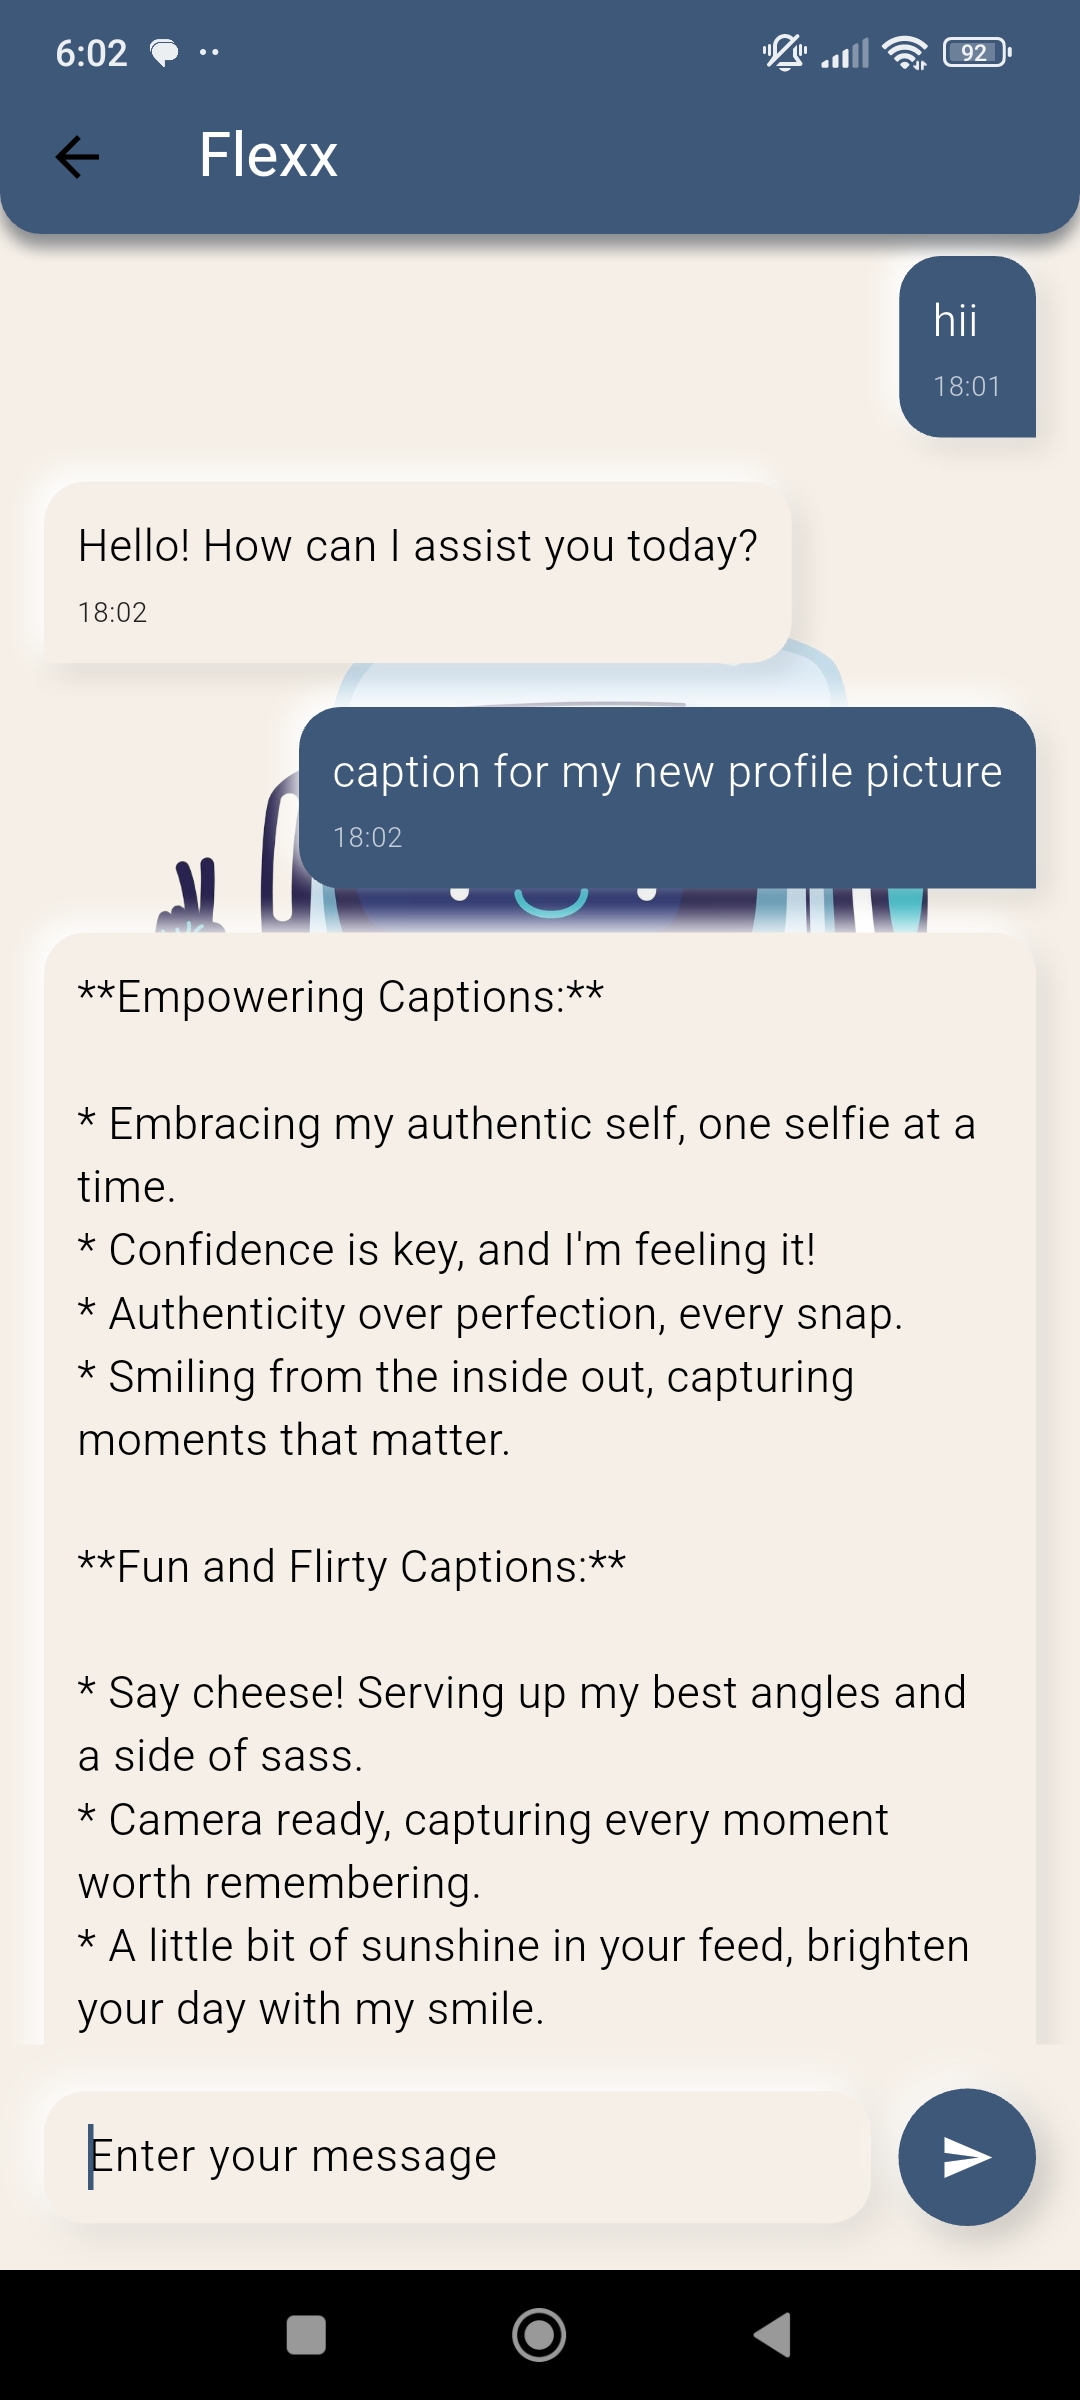 6:02
92
Flexx
hii
18:01
Hello! How can I assist you today?
18:02
caption for my new profile picture
18:02
**Empowering Captions:**
* Embracing my authentic self, one selfie at a
time.
* Confidence is key, and I'm feeling it!
* Authenticity over perfection, every snap.
* Smiling from the inside out, capturing
moments that matter.
**Fun and Flirty Captions:**
* Say cheese! Serving up my best angles and
a side of sass.
* Camera ready, capturing every moment
worth remembering.
* A little bit of sunshine in your feed, brighten
your day with my smile.
Enter your message